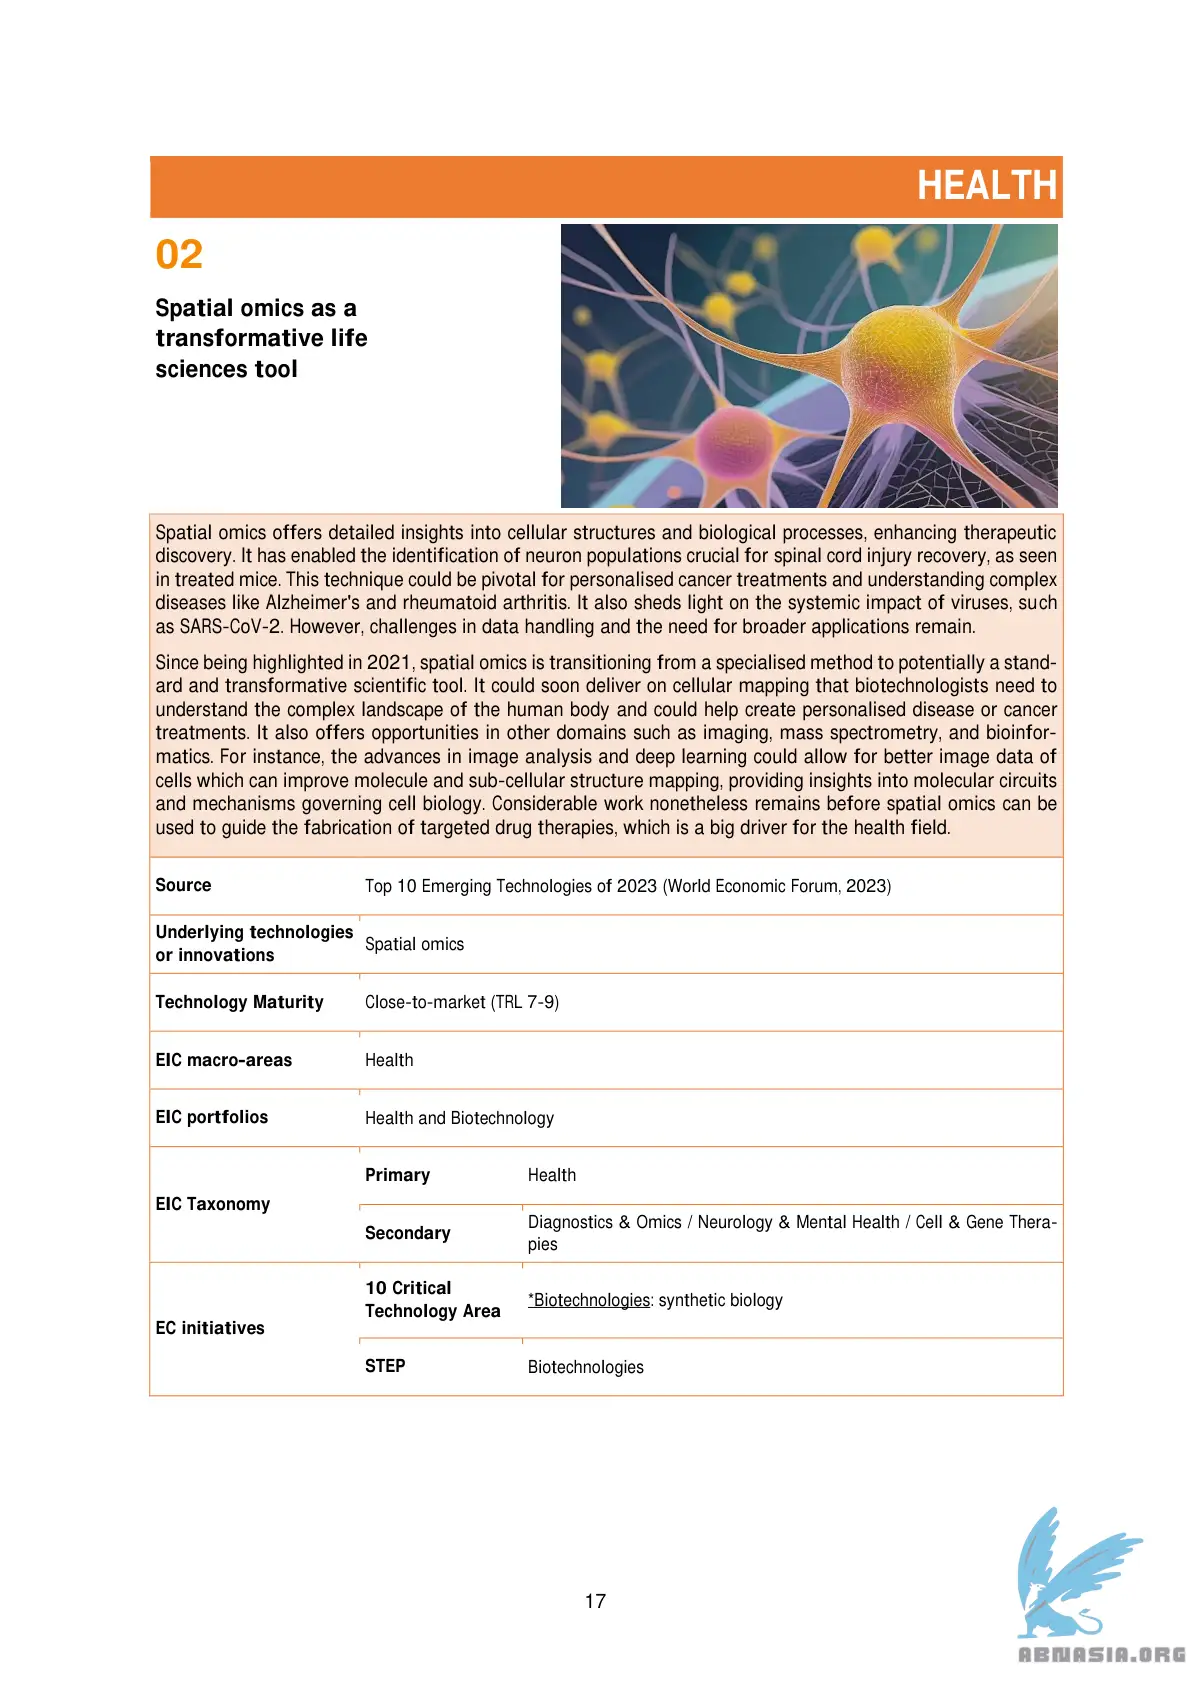 HEALTH
02
Spatial omics as a
transformative life
sciences tool
Spatial omics offers detailed insights into cellular structures and biological processes, enhancing therapeutic
discovery. It has enabled the identification of neuron populations crucial for spinal cord injury recovery, as seen
in treated mice. This technique could be pivotal for personalised cancer treatments and understanding complex
diseases like Alzheimer's and rheumatoid arthritis. It also sheds light on the systemic impact of viruses, such
as SARS-CoV-2. However, challenges in data handling and the need for broader applications remain.
Since being highlighted in 2021, spatial omics is transitioning from a specialised method to potentially a stand-
ard and transformative scientific tool. It could soon deliver on cellular mapping that biotechnologists need to
understand the complex landscape of the human body and could help create personalised disease or cancer
treatments. It also offers opportunities in other domains such as imaging, mass spectrometry, and bioinfor-
matics. For instance, the advances in image analysis and deep learning could allow for better image data of
cells which can improve molecule and sub-cellular structure mapping, providing insights into molecular circuits
and mechanisms governing cell biology. Considerable work nonetheless remains before spatial omics can be
used to guide the fabrication of targeted drug therapies, which is a big driver for the health field.
Source
Top 10 Emerging Technologies of 2023 (World Economic Forum, 2023)
Underlying technologies
or innovations
Spatial omics
Technology Maturity
Close-to-market (TRL 7-9)
EIC macro-areas
Health
EIC portfolios
Health and Biotechnology
EIC Taxonomy
Primary
Health
Secondary
Diagnostics & Omics / Neurology & Mental Health / Cell & Gene Thera-
pies
EC initiatives
10 Critical
Technology Area
*Biotechnologies: synthetic biology
STEP
Biotechnologies
17
ABNASIA.ORG